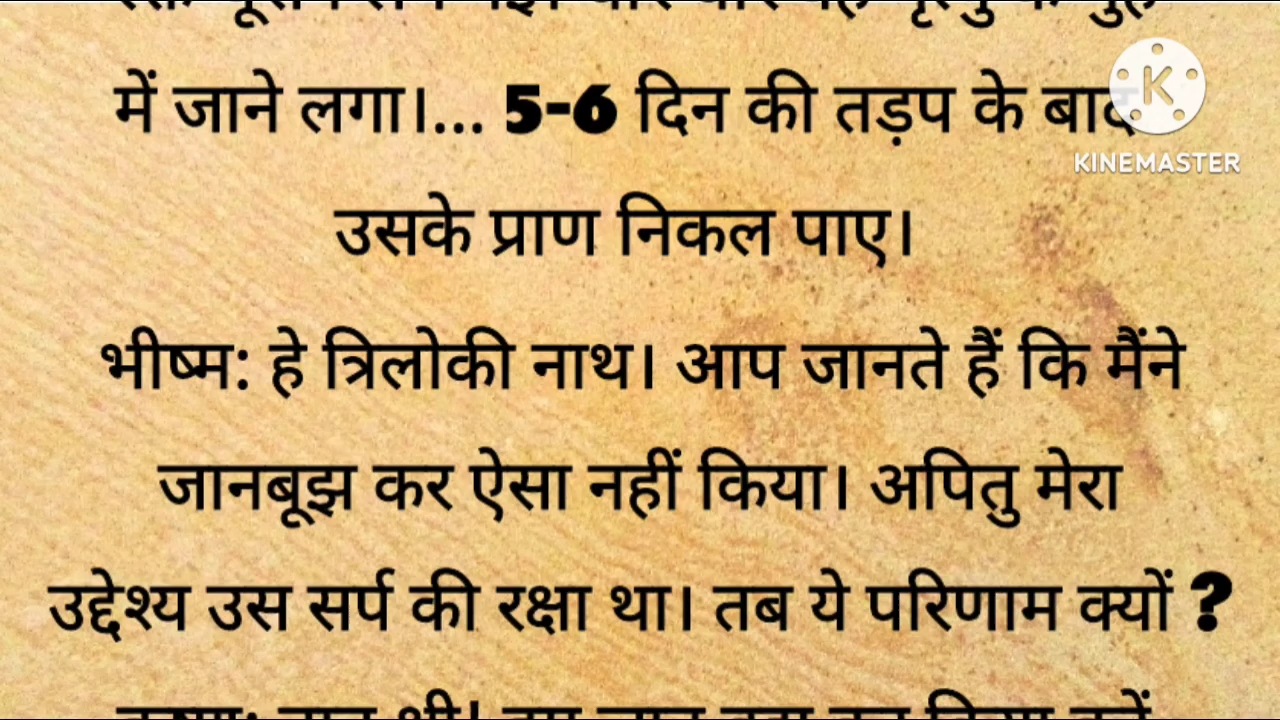 में जाने लगा।... 5-6 दिन की तड़प के बाद
KINEMASTER
उसके प्राण निकल पाए।
भीष्म: हे त्रिलोकी नाथ। आप जानते हैं कि मैंने
जानबूझ कर ऐसा नहीं किया। अपितु मेरा
उद्देश्य उस सर्प की रक्षा था। तब ये परिणाम क्यों ?